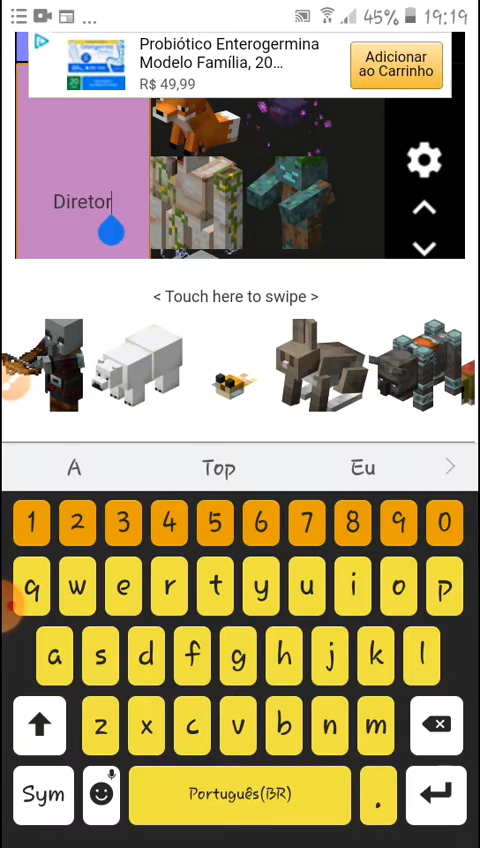 ... 45% 19:19
Probiótico Enterogermina
Modelo Família, 20...
R$ 49,99
Adicionar
ao Carrinho
Diretor
< Touch here to swipe >
A Top Eu
1 2 3 4 5 6 7 8 9 0
q w e r t y u i o p
a s d f g h j k l
z x c v b n m
Sym Português(BR) .